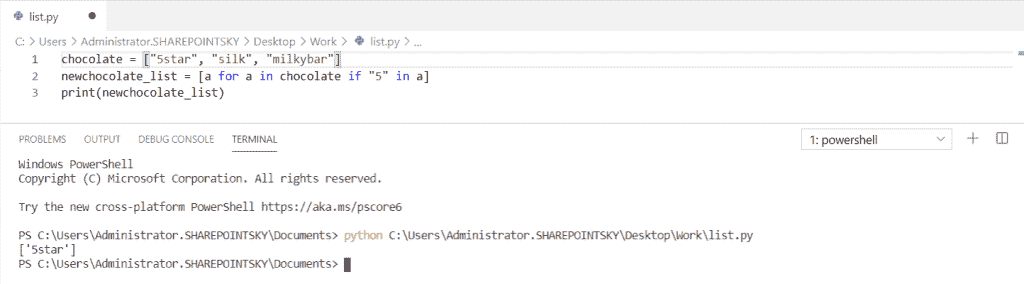 list.py
C: > Users > Administrator.SHAREPOINTSKY > Desktop > Work > list.py > ...
1 chocolate = ["5star", "silk", "milkybar"]
2 newchocolate_list = [a for a in chocolate if "5" in a]
3 print(newchocolate_list)
PROBLEMS OUTPUT DEBUG CONSOLE TERMINAL 1: powershell
Windows PowerShell
Copyright (C) Microsoft Corporation. All rights reserved.
Try the new cross-platform PowerShell https://aka.ms/pscore6
PS C:\Users\Administrator.SHAREPOINTSKY\Documents> python C:\Users\Administrator.SHAREPOINTSKY\Desktop\Work\list.py
['5star']
PS C:\Users\Administrator.SHAREPOINTSKY\Documents>